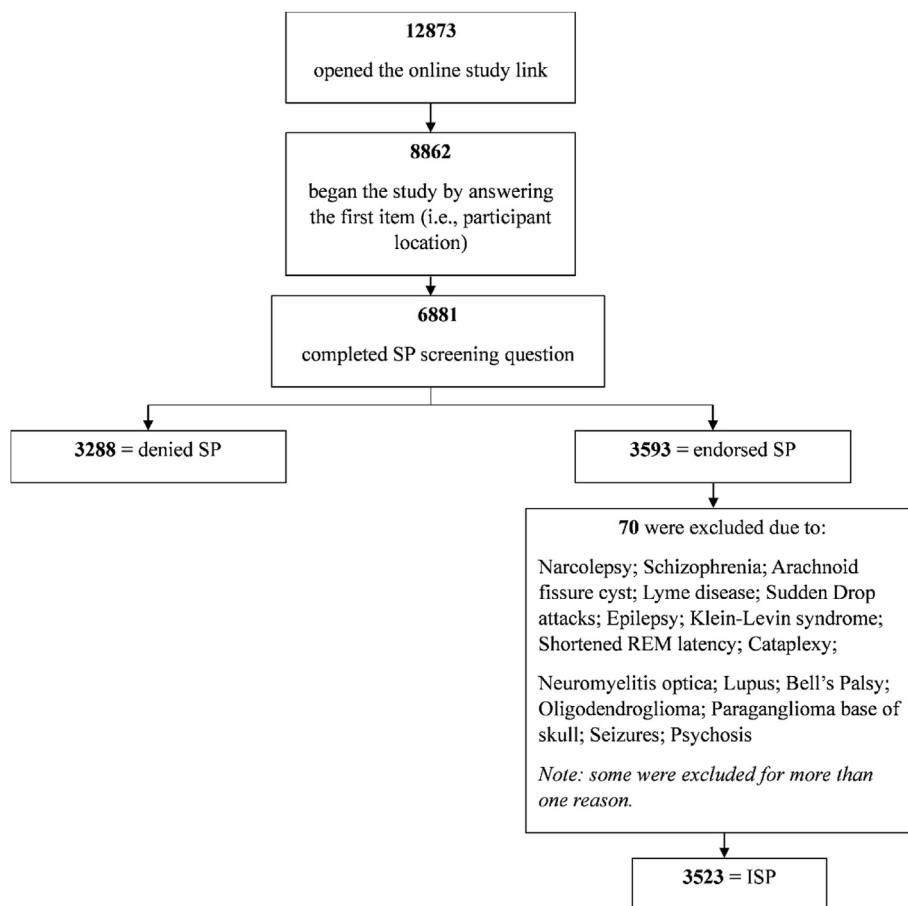 12873
opened the online study link
8862
began the study by answering
the first item (i.e., participant
location)
6881
completed SP screening question
3288 = denied SP
3593 = endorsed SP
70 were excluded due to:
Narcolepsy; Schizophrenia; Arachnoid
fissure cyst; Lyme disease; Sudden Drop
attacks; Epilepsy; Klein-Levin syndrome;
Shortened REM latency; Cataplexy;
Neuromyelitis optica; Lupus; Bell’s Palsy;
Oligodendroglioma; Paraganglioma base of
skull; Seizures; Psychosis
Note: some were excluded for more than
one reason.
3523 = ISP